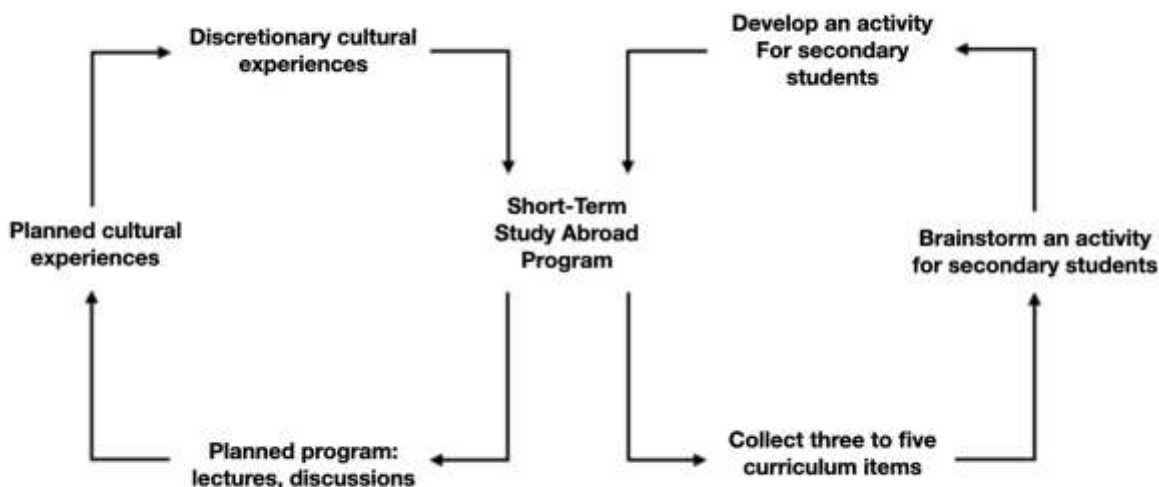 Discretionary cultural
experiences
Develop an activity
For secondary
students
Planned cultural
experiences
Short-Term
Study Abroad
Program
Brainstorm an activity
for secondary students
Planned program:
lectures, discussions
Collect three to five
curriculum items